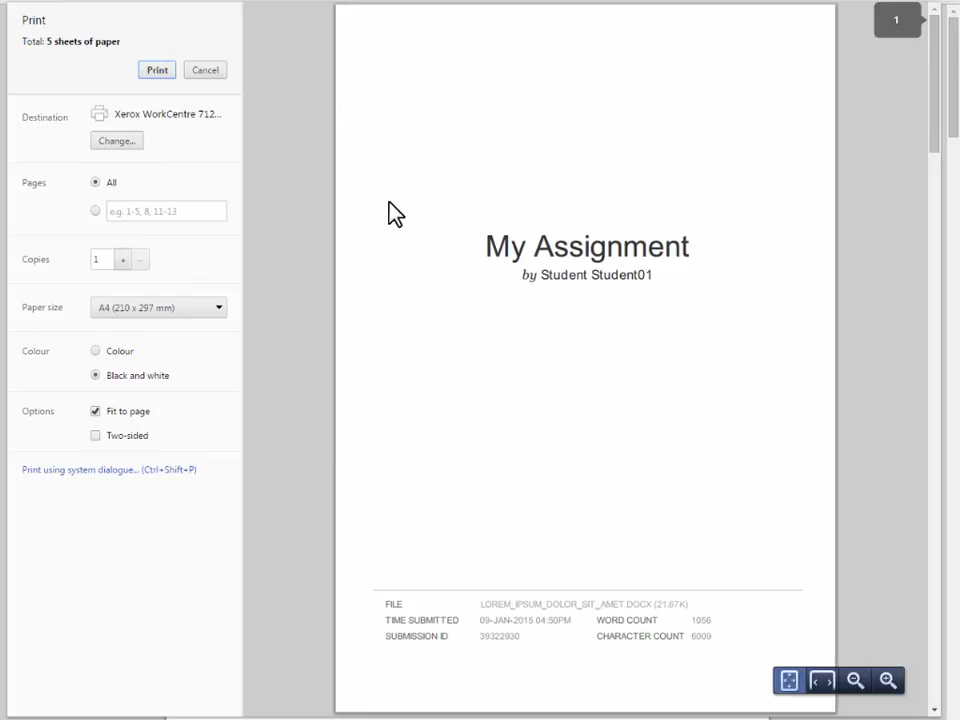 Print
Total: 5 sheets of paper
Print Cancel
Destination Xerox WorkCentre 712...
Change...
Pages All
e.g. 1-5, 8, 11-13
Copies 1 + -
Paper size A4 (210 x 297 mm)
Colour Colour
Black and white
Options Fit to page
Two-sided
Print using system dialogue... (Ctrl+Shift+P)
1
My Assignment
by Student Student01
FILE LOREM_IPSUM_DOLOR_SIT_AMET.DOCX (21.67K)
TIME SUBMITTED 09-JAN-2015 04:50PM WORD COUNT 1056
SUBMISSION ID 39322930 CHARACTER COUNT 6009